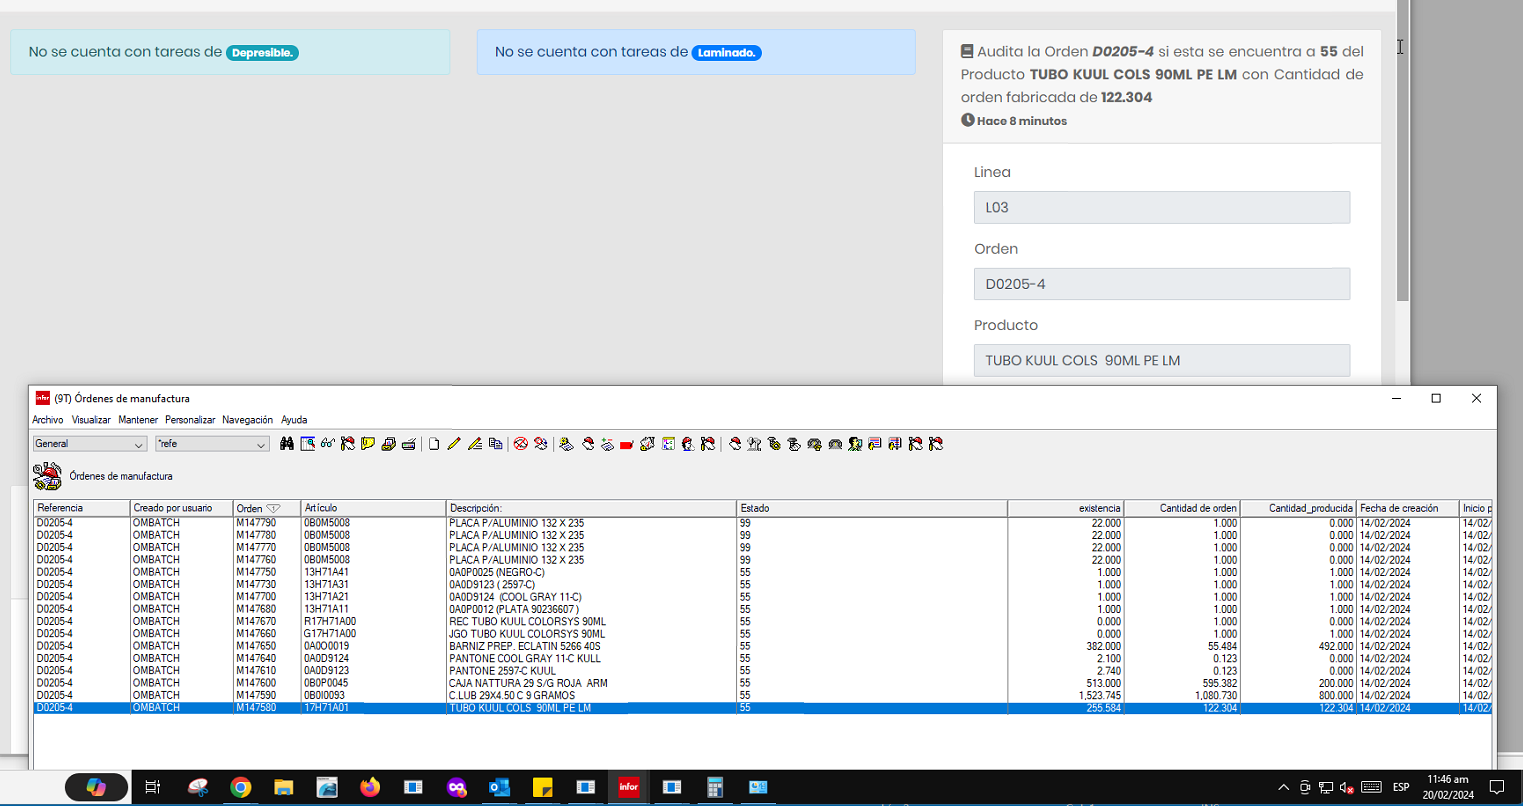 No se cuenta con tareas de Depresible.
No se cuenta con tareas de Laminado.
Audita la Orden D0205-4 si esta se encuentra a 55 del
Producto TUBO KUUL COLS 90ML PE LM con Cantidad de
orden fabricada de 122.304
Hace 8 minutos
Linea
L03
Orden
D0205-4
Producto
TUBO KUUL COLS 90ML PE LM
infor (9T) Órdenes de manufactura
Archivo Visualizar Mantener Personalizar Navegación Ayuda
General *refe
Órdenes de manufactura
Referencia Creado por usuario Orden Artículo Descripción: Estado existencia Cantidad de orden Cantidad_producida Fecha de creación Inicio p
D0205-4 OMBATCH M147790 0B0M5008 PLACA P/ALUMINIO 132 X 235 99 22.000 1.000 0.000 14/02/2024 14/02/
D0205-4 OMBATCH M147780 0B0M5008 PLACA P/ALUMINIO 132 X 235 99 22.000 1.000 0.000 14/02/2024 14/02/
D0205-4 OMBATCH M147770 0B0M5008 PLACA P/ALUMINIO 132 X 235 99 22.000 1.000 0.000 14/02/2024 14/02/
D0205-4 OMBATCH M147760 0B0M5008 PLACA P/ALUMINIO 132 X 235 99 22.000 1.000 0.000 14/02/2024 14/02/
D0205-4 OMBATCH M147750 13H71A41 0A0P0025 (NEGRO-C) 55 1.000 1.000 1.000 14/02/2024 14/02/
D0205-4 OMBATCH M147730 13H71A31 0A0D9123 ( 2597-C) 55 1.000 1.000 1.000 14/02/2024 14/02/
D0205-4 OMBATCH M147700 13H71A21 0A0D9124 (COOL GRAY 11-C) 55 1.000 1.000 1.000 14/02/2024 14/02/
D0205-4 OMBATCH M147680 13H71A11 0A0P0012 (PLATA 90236607 ) 55 1.000 1.000 1.000 14/02/2024 14/02/
D0205-4 OMBATCH M147670 R17H71A00 REC TUBO KUUL COLORSYS 90ML 55 0.000 1.000 0.000 14/02/2024 14/02/
D0205-4 OMBATCH M147660 G17H71A00 JGO TUBO KUUL COLORSYS 90ML 55 0.000 1.000 1.000 14/02/2024 14/02/
D0205-4 OMBATCH M147650 0A0O0019 BARNIZ PREP. ECLATIN 5266 40S 55 382.000 55.484 492.000 14/02/2024 14/02/
D0205-4 OMBATCH M147640 0A0D9124 PANTONE COOL GRAY 11-C KULL 55 2.100 0.123 0.000 14/02/2024 14/02/
D0205-4 OMBATCH M147610 0A0D9123 PANTONE 2597-C KUUL 55 2.740 0.123 0.000 14/02/2024 14/02/
D0205-4 OMBATCH M147600 0B0P0045 CAJA NATTURA 29 S/G ROJA ARM 55 513.000 595.382 200.000 14/02/2024 14/02/
D0205-4 OMBATCH M147590 0B0I0093 C.LUB 29X4.50 C 9 GRAMOS 55 1,523.745 1,080.730 800.000 14/02/2024 14/02/
D0205-4 OMBATCH M147580 17H71A01 TUBO KUUL COLS 90ML PE LM 55 255.584 122.304 122.304 14/02/2024 14/02/
infor
ESP
11:46 am
20/02/2024